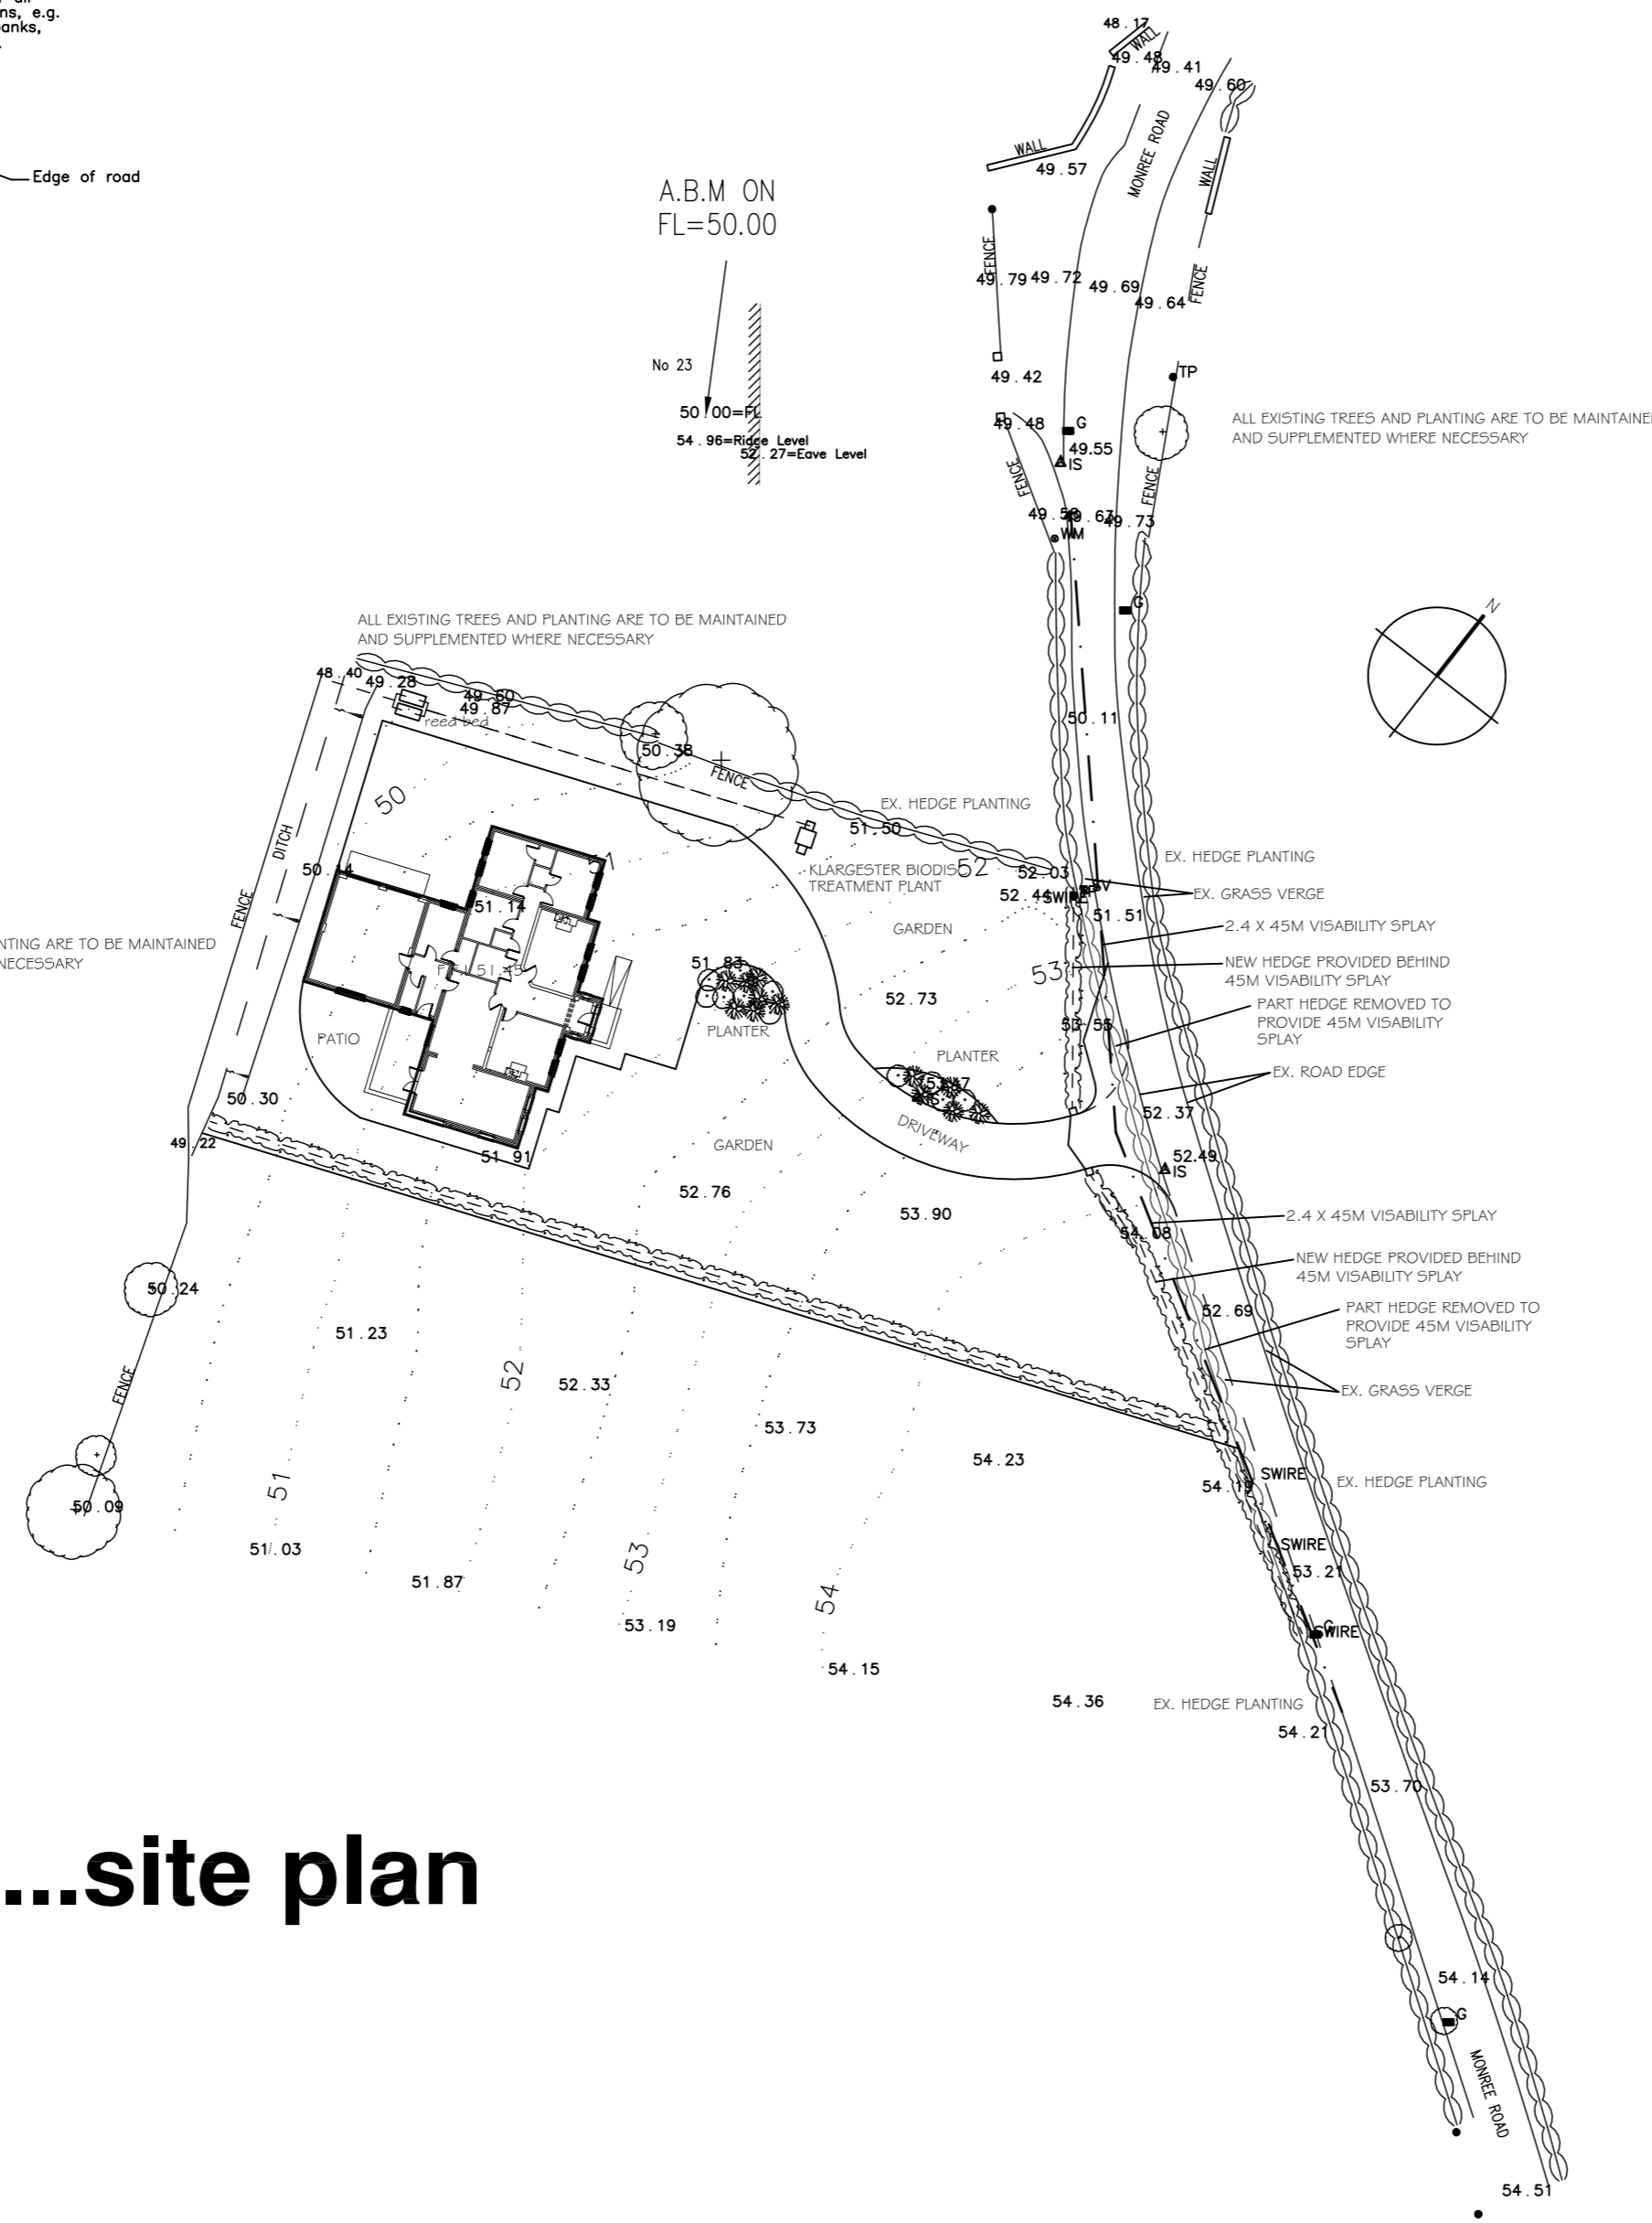 ns, e.g.
anks,
Edge of road
48.17
WALL
49.48
49.41
49.60
WALL
49.57
MONREE ROAD
WALL
A.B.M ON
FL=50.00
FENCE
49.79 49.72
49.69
49.64
FENCE
No 23
49.42
TP
50.00=FL
54.96=Ridge Level
52.27=Eave Level
49.48
G
49.55
IS
FENCE
FENCE
ALL EXISTING TREES AND PLANTING ARE TO BE MAINTAINE
AND SUPPLEMENTED WHERE NECESSARY
49.63
49.73
WM
G
N
ALL EXISTING TREES AND PLANTING ARE TO BE MAINTAINED
AND SUPPLEMENTED WHERE NECESSARY
48.40
49.28
49.60
49.87
reed bed
50.38
FENCE
50.11
50
EX. HEDGE PLANTING
51.50
DITCH
50.14
FENCE
51.14
KLARGESTER BIODISC
TREATMENT PLANT
52
52.03
52.44
SWIRE
SV
51.51
EX. HEDGE PLANTING
EX. GRASS VERGE
GARDEN
2.4 X 45M VISABILITY SPLAY
NTING ARE TO BE MAINTAINED
NECESSARY
51.83
53
NEW HEDGE PROVIDED BEHIND
45M VISABILITY SPLAY
52.73
PART HEDGE REMOVED TO
PROVIDE 45M VISABILITY
SPLAY
PATIO
PLANTER
53.55
PLANTER
EX. ROAD EDGE
50.30
52.37
49.22
51.91
GARDEN
DRIVEWAY
52.49
IS
52.76
53.90
54.08
2.4 X 45M VISABILITY SPLAY
NEW HEDGE PROVIDED BEHIND
45M VISABILITY SPLAY
50.24
52.69
PART HEDGE REMOVED TO
PROVIDE 45M VISABILITY
SPLAY
51.23
FENCE
52
52.33
EX. GRASS VERGE
53.73
54.23
SWIRE
54.19
EX. HEDGE PLANTING
51
50.09
51.03
53
SWIRE
53.21
51.87
54
53.19
G
SWIRE
54.15
54.36
EX. HEDGE PLANTING
54.21
53.70
...site plan
54.14
G
MONREE ROAD
54.51